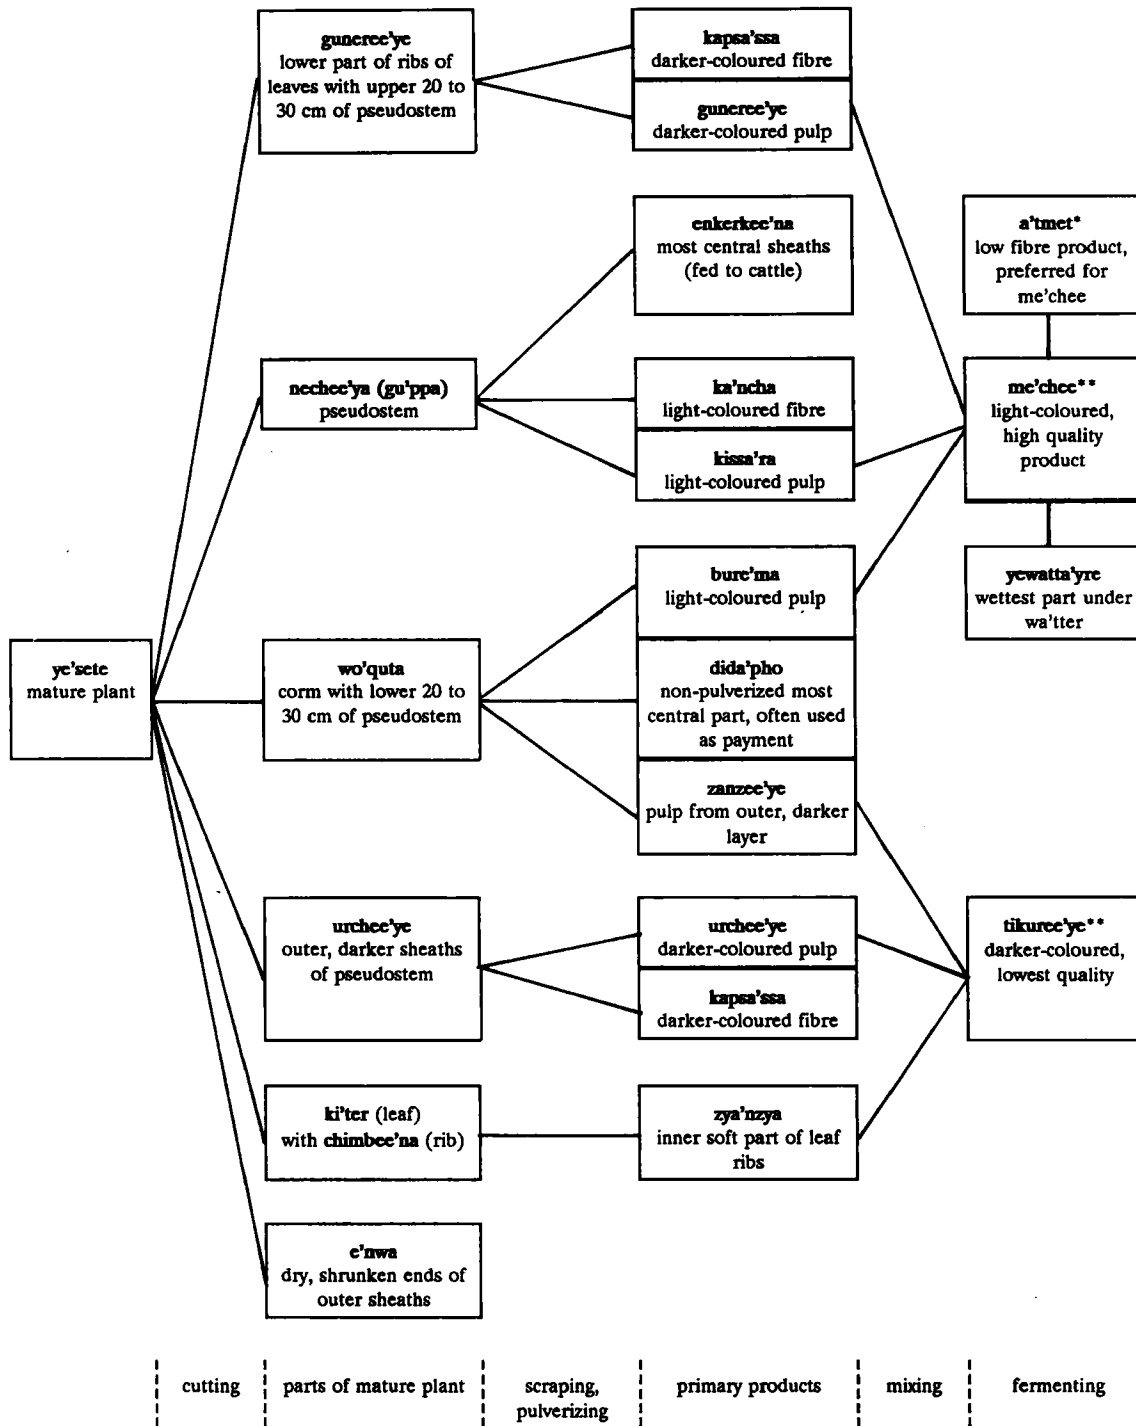 guneree'ye
lower part of ribs of
leaves with upper 20 to
30 cm of pseudostem
kapsa'ssa
darker-coloured fibre
guneree'ye
darker-coloured pulp
enkerkee'na
most central sheaths
(fed to cattle)
a'tmet*
low fibre product,
preferred for
me'chee
nechee'ya (gu'ppa)
pseudostem
ka'ncha
light-coloured fibre
kissa'ra
light-coloured pulp
me'chee**
light-coloured,
high quality
product
bure'ma
light-coloured pulp
yewatta'yre
wettest part under
wa'tter
ye'sete
mature plant
wo'quta
corm with lower 20 to
30 cm of pseudostem
dida'pho
non-pulverized most
central part, often used
as payment
zanzee'ye
pulp from outer, darker
layer
urchee'ye
outer, darker sheaths
of pseudostem
urchee'ye
darker-coloured pulp
kapsa'ssa
darker-coloured fibre
tikuree'ye**
darker-coloured,
lowest quality
ki'ter (leaf)
with chimbee'na (rib)
zya'nzya
inner soft part of leaf
ribs
e'nwa
dry, shrunken ends of
outer sheaths
cutting
parts of mature plant
scraping,
pulverizing
primary products
mixing
fermenting